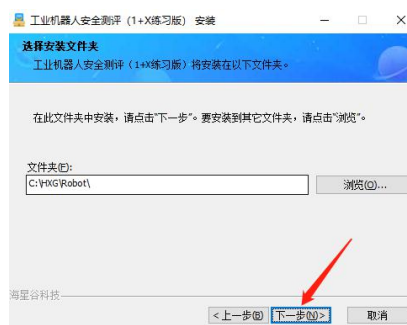 工业机器人安全测评（1+X练习版） 安装
选择安装文件夹
工业机器人安全测评（1+X练习版）将安装在以下文件夹。
在此文件夹中安装，请点击"下一步"。要安装到其它文件夹，请点击"浏览"。
文件夹(F):
C:\HXG\Robot\
浏览(O)...
海星谷科技
<上一步(B) 下一步(N)> 取消